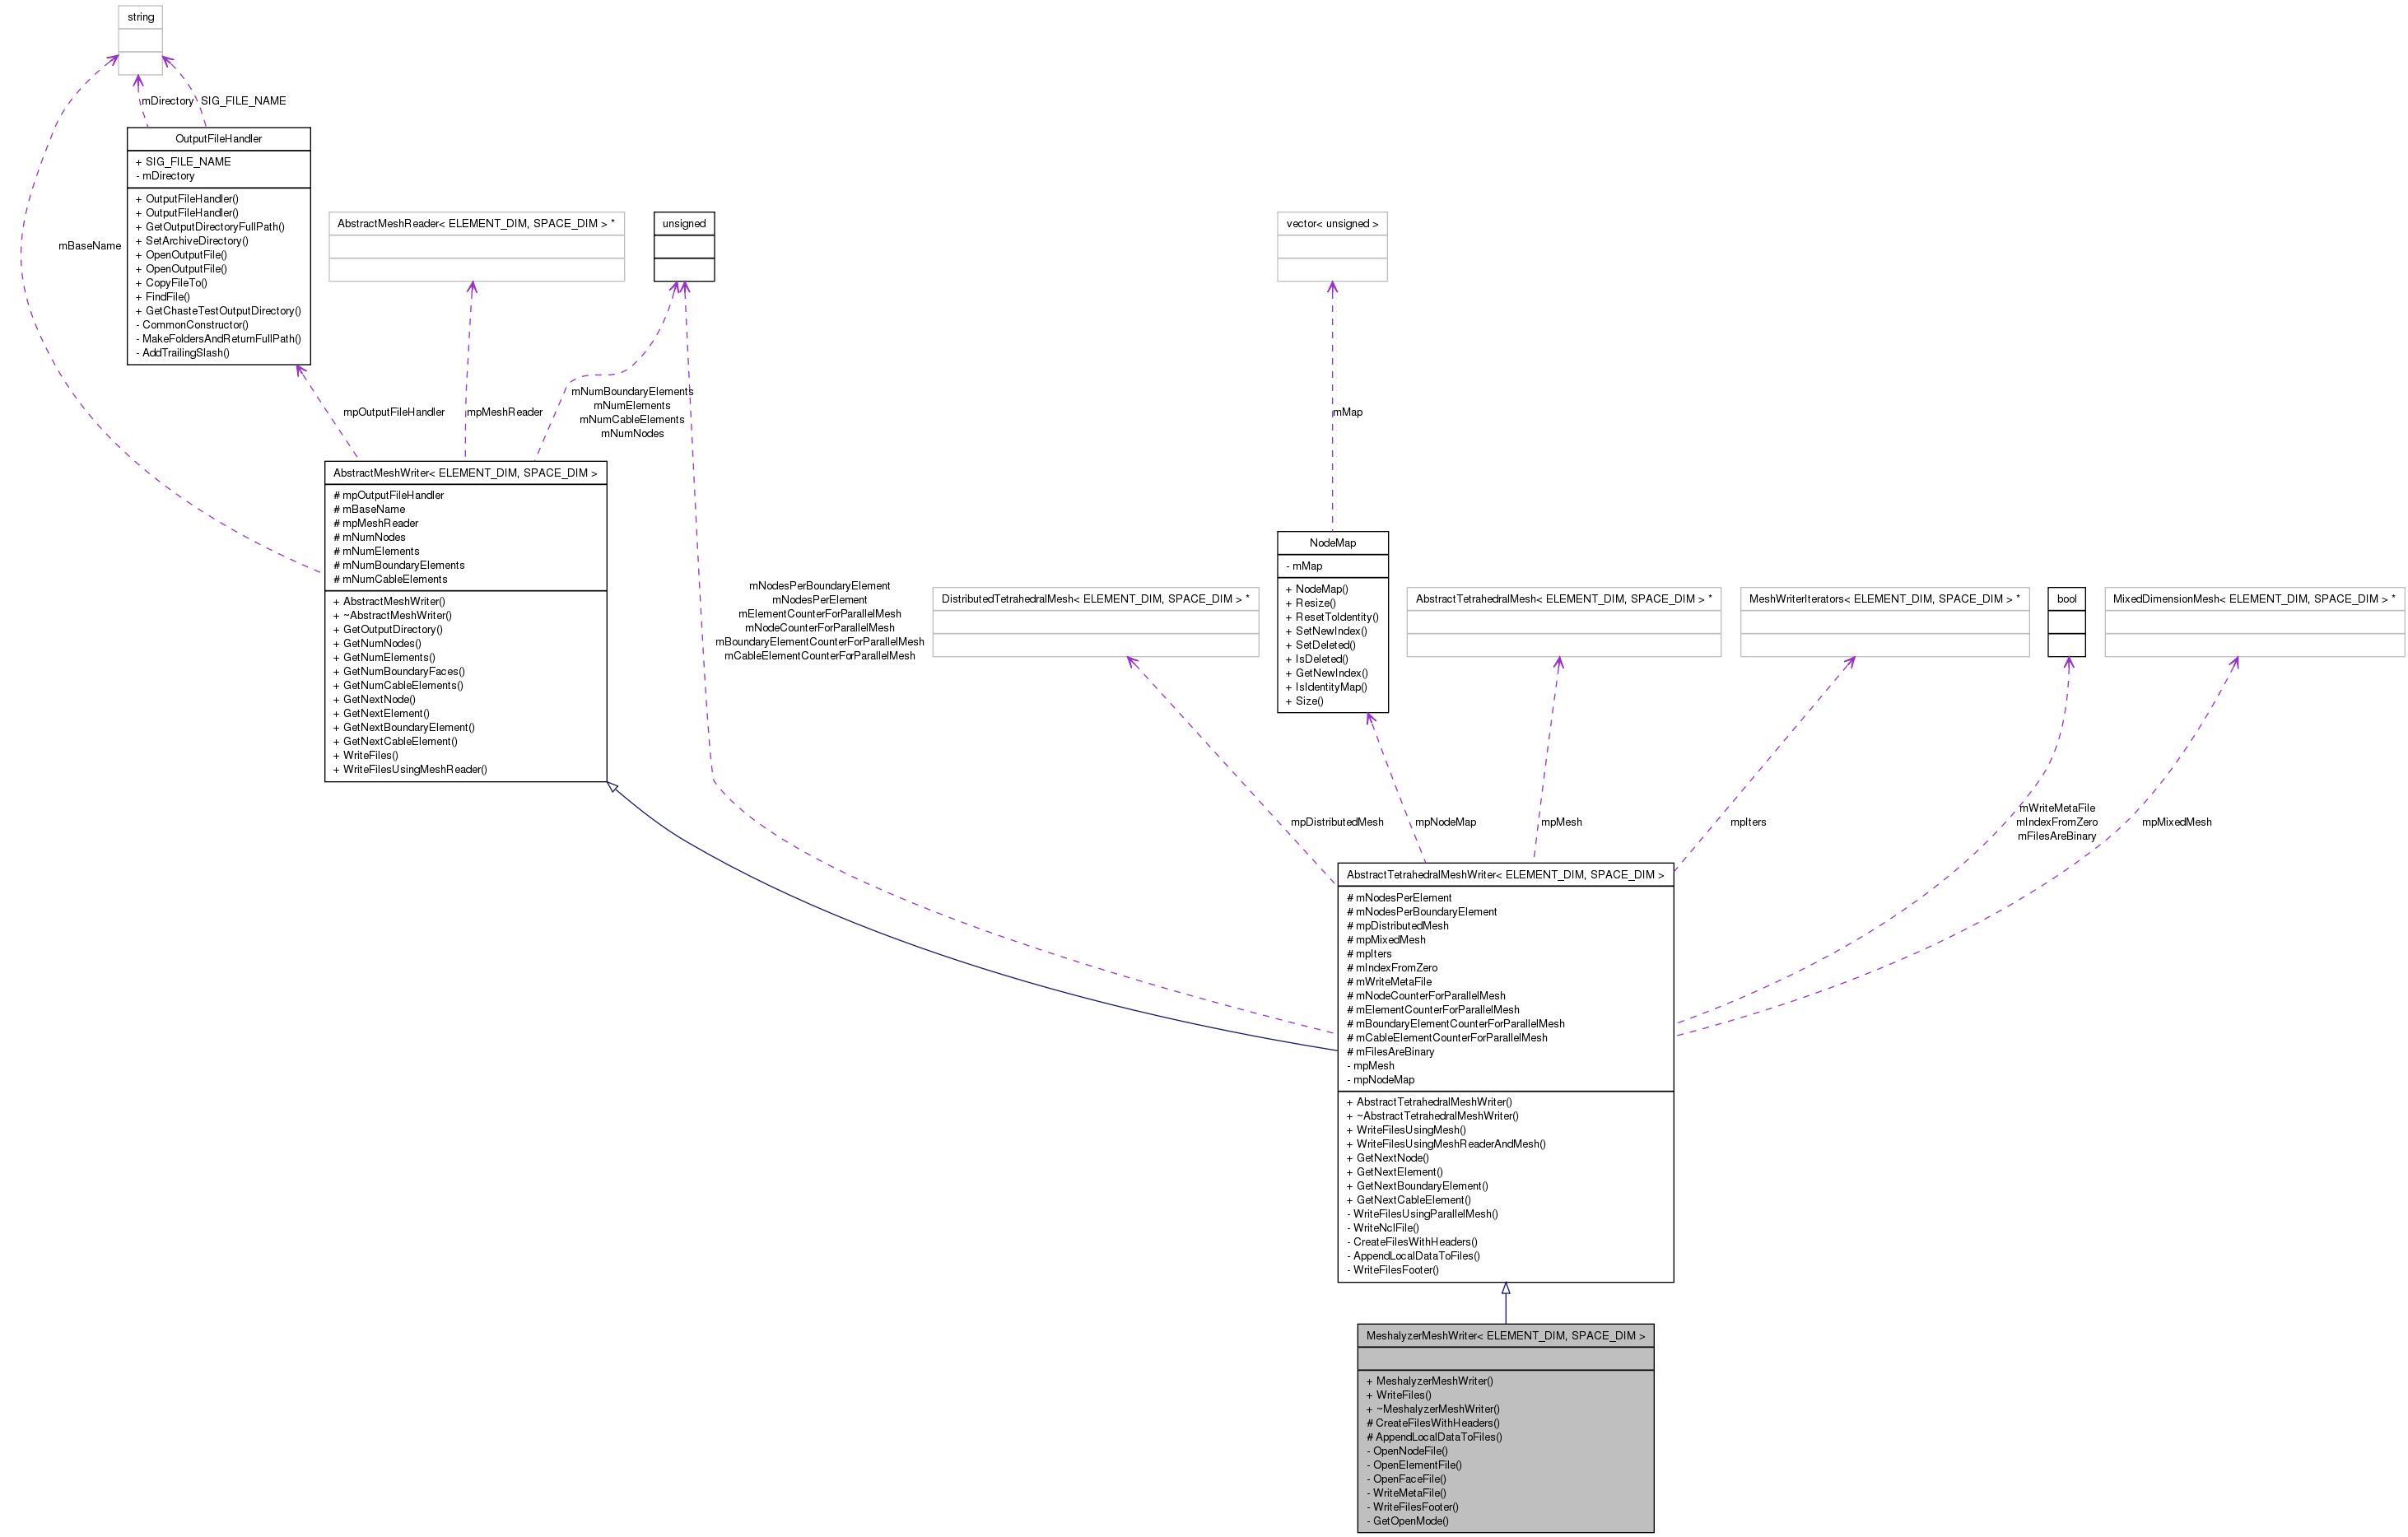 string
mDirectory
SIG_FILE_NAME
OutputFileHandler
+ SIG_FILE_NAME
- mDirectory
+ OutputFileHandler()
+ OutputFileHandler()
+ GetOutputDirectoryFullPath()
+ SetArchiveDirectory()
+ OpenOutputFile()
+ OpenOutputFile()
+ CopyFileTo()
+ FindFile()
+ GetChasteTestOutputDirectory()
- CommonConstructor()
- MakeFoldersAndReturnFullPath()
- AddTrailingSlash()
mBaseName
AbstractMeshReader< ELEMENT_DIM, SPACE_DIM > *
unsigned
vector< unsigned >
mpOutputFileHandler
mpMeshReader
mNumBoundaryElements
mNumElements
mNumCableElements
mNumNodes
mMap
AbstractMeshWriter< ELEMENT_DIM, SPACE_DIM >
# mpOutputFileHandler
# mBaseName
# mpMeshReader
# mNumNodes
# mNumElements
# mNumBoundaryElements
# mNumCableElements
+ AbstractMeshWriter()
+ ~AbstractMeshWriter()
+ GetOutputDirectory()
+ GetNumNodes()
+ GetNumElements()
+ GetNumBoundaryFaces()
+ GetNumCableElements()
+ GetNextNode()
+ GetNextElement()
+ GetNextBoundaryElement()
+ GetNextCableElement()
+ WriteFiles()
+ WriteFilesUsingMeshReader()
mNodesPerBoundaryElement
mNodesPerElement
mElementCounterForParallelMesh
mNodeCounterForParallelMesh
mBoundaryElementCounterForParallelMesh
mCableElementCounterForParallelMesh
DistributedTetrahedralMesh< ELEMENT_DIM, SPACE_DIM > *
NodeMap
- mMap
+ NodeMap()
+ Resize()
+ ResetToIdentity()
+ SetNewIndex()
+ SetDeleted()
+ IsDeleted()
+ GetNewIndex()
+ IsIdentityMap()
+ Size()
AbstractTetrahedralMesh< ELEMENT_DIM, SPACE_DIM > *
MeshWriterIterators< ELEMENT_DIM, SPACE_DIM > *
bool
MixedDimensionMesh< ELEMENT_DIM, SPACE_DIM > *
mpDistributedMesh
mpNodeMap
mpMesh
mpIters
mWriteMetaFile
mIndexFromZero
mFilesAreBinary
mpMixedMesh
AbstractTetrahedralMeshWriter< ELEMENT_DIM, SPACE_DIM >
# mNodesPerElement
# mNodesPerBoundaryElement
# mpDistributedMesh
# mpMixedMesh
# mpIters
# mIndexFromZero
# mWriteMetaFile
# mNodeCounterForParallelMesh
# mElementCounterForParallelMesh
# mBoundaryElementCounterForParallelMesh
# mCableElementCounterForParallelMesh
# mFilesAreBinary
- mpMesh
- mpNodeMap
+ AbstractTetrahedralMeshWriter()
+ ~AbstractTetrahedralMeshWriter()
+ WriteFilesUsingMesh()
+ WriteFilesUsingMeshReaderAndMesh()
+ GetNextNode()
+ GetNextElement()
+ GetNextBoundaryElement()
+ GetNextCableElement()
- WriteFilesUsingParallelMesh()
- WriteNclFile()
- CreateFilesWithHeaders()
- AppendLocalDataToFiles()
- WriteFilesFooter()
MeshalyzerMeshWriter< ELEMENT_DIM, SPACE_DIM >
+ MeshalyzerMeshWriter()
+ WriteFiles()
+ ~MeshalyzerMeshWriter()
# CreateFilesWithHeaders()
# AppendLocalDataToFiles()
- OpenNodeFile()
- OpenElementFile()
- OpenFaceFile()
- WriteMetaFile()
- WriteFilesFooter()
- GetOpenMode()